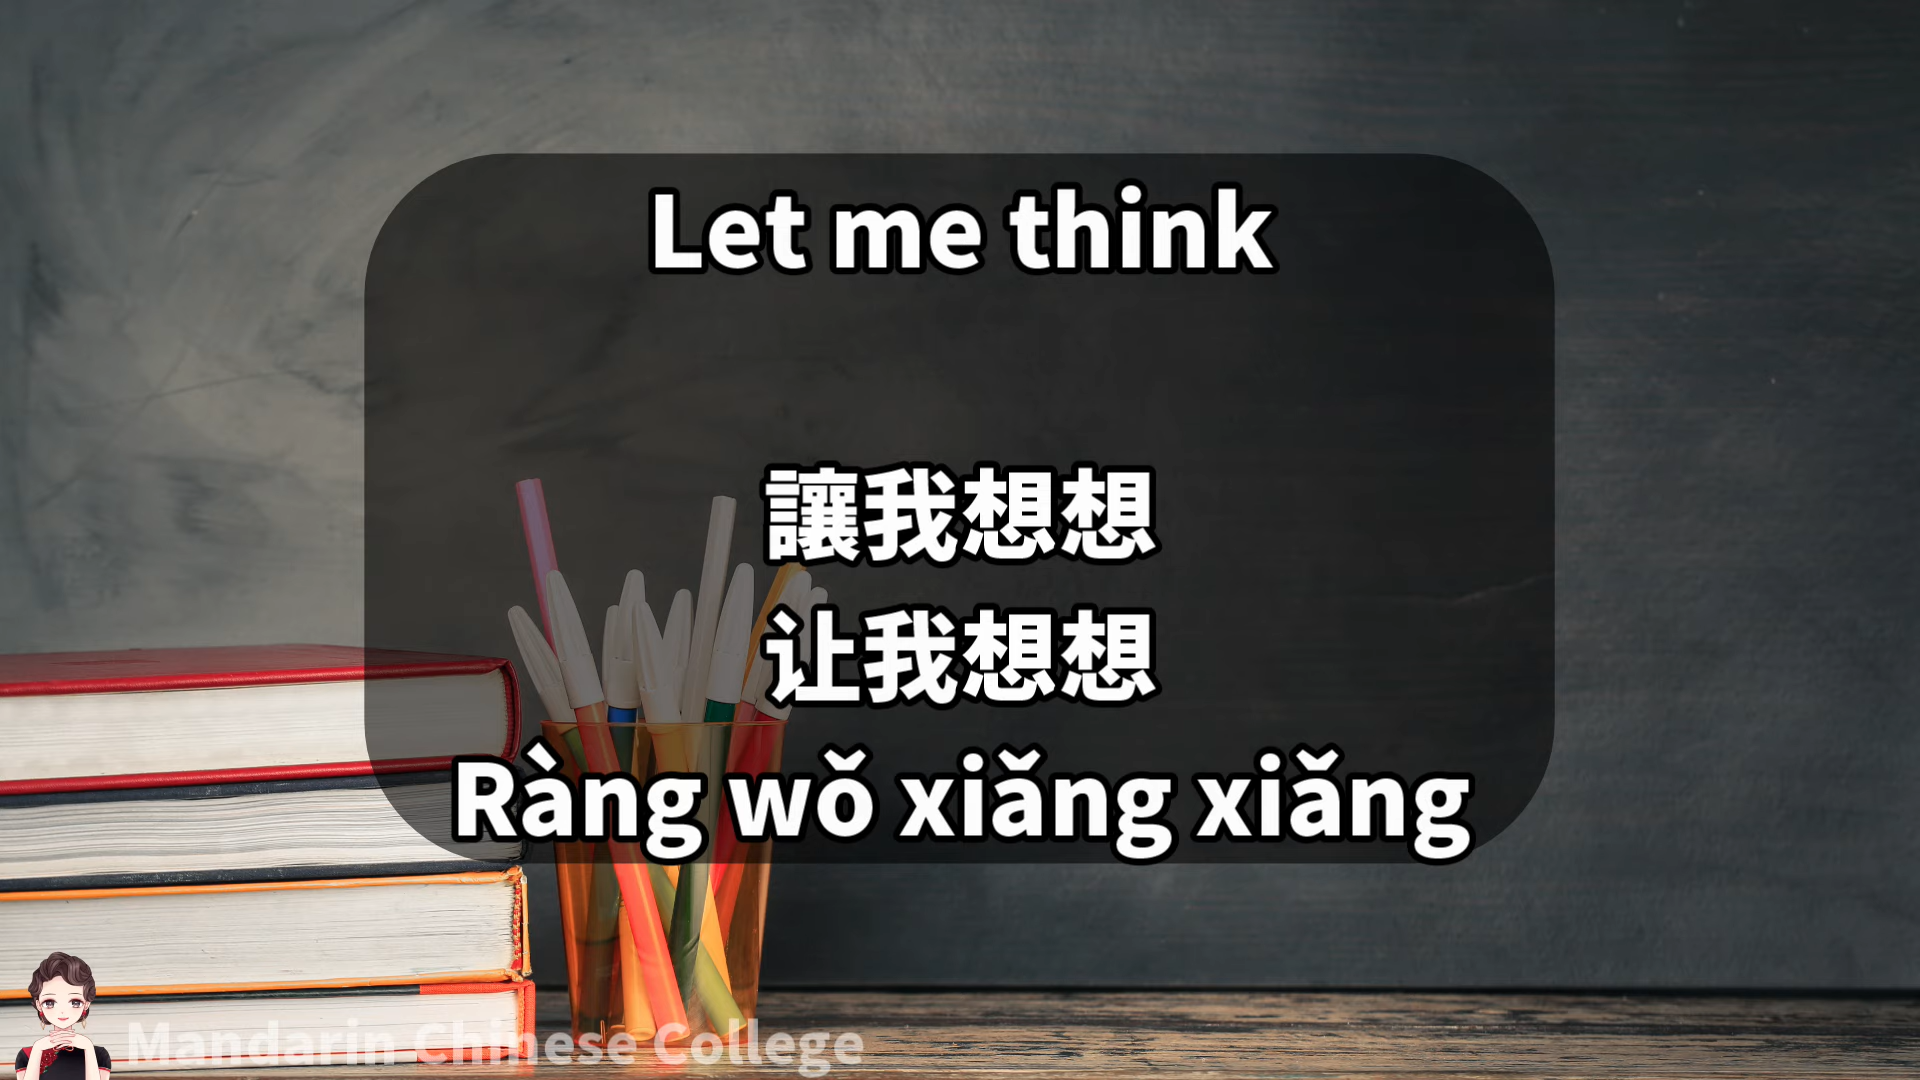 Let me think
讓我想想
让我想想
Ràng wǒ xiǎng xiǎng
Mandarin Chinese College